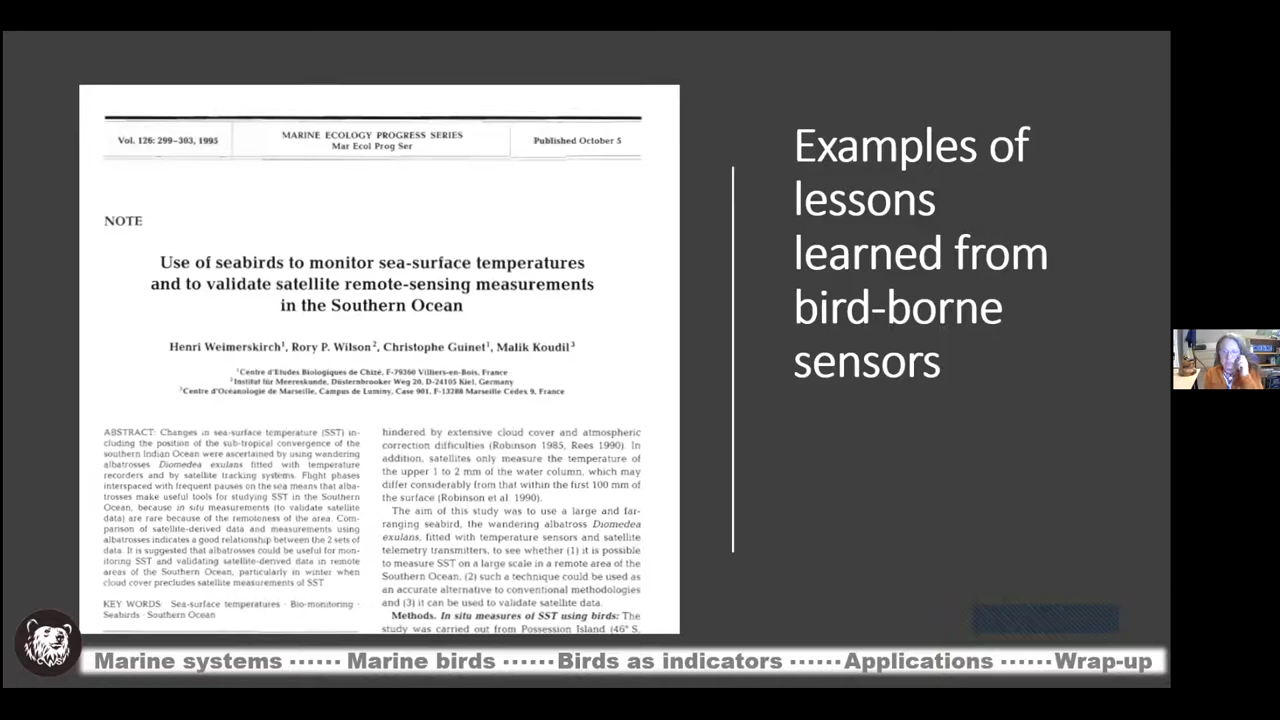 Vol. 126: 299-303, 1995
MARINE ECOLOGY PROGRESS SERIES
Mar Ecol Prog Ser
Published October 5
NOTE
Use of seabirds to monitor sea-surface temperatures
and to validate satellite remote-sensing measurements
in the Southern Ocean
Henri Weimerskirch1, Rory P. Wilson2, Christophe Guinet1, Malik Koudil3
1Centre d'Etudes Biologiques de Chizé, F-79360 Villiers-en-Bois, France
2Institut für Meereskunde, Düsternbrooker Weg 20, D-24105 Kiel, Germany
3Centre d'Océanologie de Marseille, Campus de Luminy, Case 901, F-13288 Marseille Cedex 9, France
ABSTRACT: Changes in sea-surface temperature (SST) in-
cluding the position of the sub-tropical convergence of the
southern Indian Ocean were ascertained by using wandering
albatrosses Diomedea exulans fitted with temperature
recorders and by satellite tracking systems. Flight phases
interspaced with frequent pauses on the sea means that alba-
trosses make useful tools for studying SST in the Southern
Ocean, because in situ measurements (to validate satellite
data) are rare because of the remoteness of the area. Com-
parison of satellite-derived data and measurements using
albatrosses indicates a good relationship between the 2 sets of
data. It is suggested that albatrosses could be useful for mon-
itoring SST and validating satellite-derived data in remote
areas of the Southern Ocean, particularly in winter when
cloud cover precludes satellite measurements of SST
KEY WORDS: Sea-surface temperatures · Bio-monitoring ·
Seabirds · Southern Ocean
hindered by extensive cloud cover and atmospheric
correction difficulties (Robinson 1985, Rees 1990). In
addition, satellites only measure the temperature of
the upper 1 to 2 mm of the water column, which may
differ considerably from that within the first 100 mm of
the surface (Robinson et al. 1990).
The aim of this study was to use a large and far-
ranging seabird, the wandering albatross Diomedea
exulans, fitted with temperature sensors and satellite
telemetry transmitters, to see whether (1) it is possible
to measure SST on a large scale in a remote area of the
Southern Ocean, (2) such a technique could be used as
an accurate alternative to conventional methodologies
and (3) it can be used to validate satellite data.
Methods. In situ measures of SST using birds: The
study was carried out from Possession Island (46° S,
Examples of
lessons
learned from
bird-borne
sensors
Marine systems ······ Marine birds ······ Birds as indicators ······ Applications ······ Wrap-up